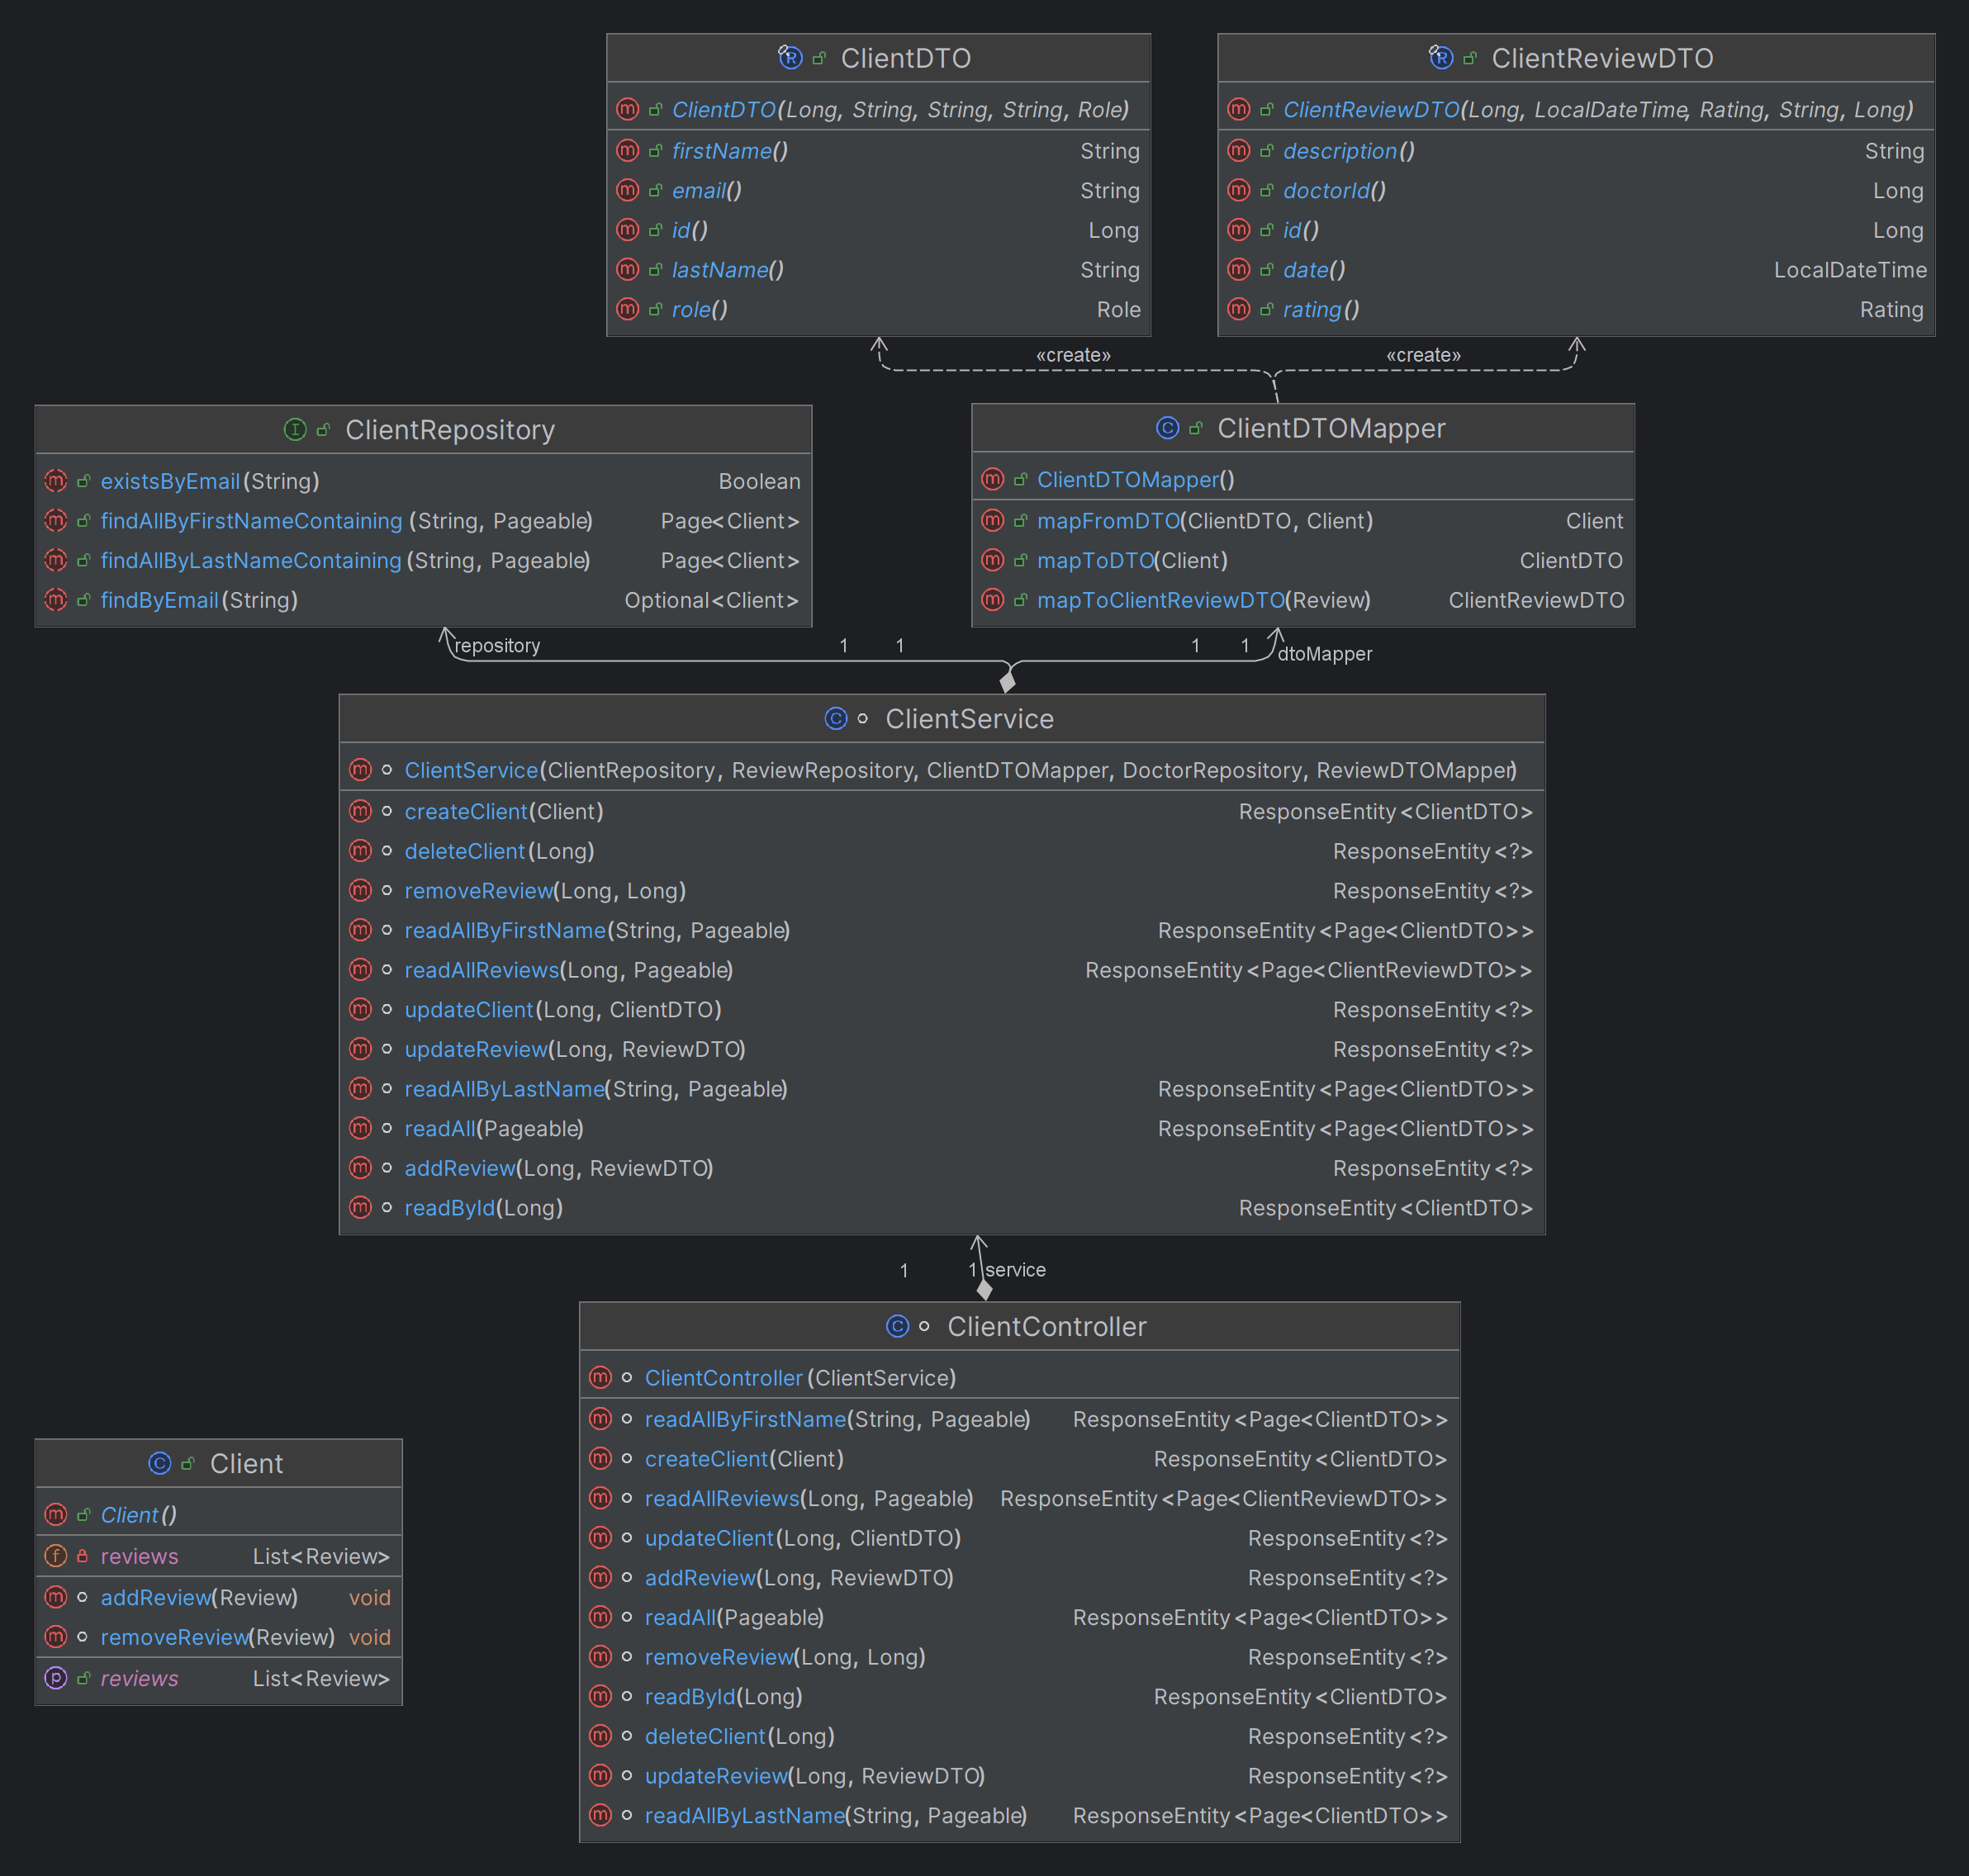 ClientDTO
ClientDTO(Long, String, String, String, Role)
firstName() String
email() String
id() Long
lastName() String
role() Role
ClientReviewDTO
ClientReviewDTO(Long, LocalDateTime, Rating, String, Long)
description() String
doctorId() Long
id() Long
date() LocalDateTime
rating() Rating
«create»
«create»
ClientRepository
existsByEmail(String) Boolean
findAllByFirstNameContaining(String, Pageable) Page<Client>
findAllByLastNameContaining(String, Pageable) Page<Client>
findByEmail(String) Optional<Client>
ClientDTOMapper
ClientDTOMapper()
mapFromDTO(ClientDTO, Client) Client
mapToDTO(Client) ClientDTO
mapToClientReviewDTO(Review) ClientReviewDTO
repository 1 1 1 1 dtoMapper
ClientService
ClientService(ClientRepository, ReviewRepository, ClientDTOMapper, DoctorRepository, ReviewDTOMapper)
createClient(Client) ResponseEntity<ClientDTO>
deleteClient(Long) ResponseEntity<?>
removeReview(Long, Long) ResponseEntity<?>
readAllByFirstName(String, Pageable) ResponseEntity<Page<ClientDTO>>
readAllReviews(Long, Pageable) ResponseEntity<Page<ClientReviewDTO>>
updateClient(Long, ClientDTO) ResponseEntity<?>
updateReview(Long, ReviewDTO) ResponseEntity<?>
readAllByLastName(String, Pageable) ResponseEntity<Page<ClientDTO>>
readAll(Pageable) ResponseEntity<Page<ClientDTO>>
addReview(Long, ReviewDTO) ResponseEntity<?>
readById(Long) ResponseEntity<ClientDTO>
1 1 service
ClientController
ClientController(ClientService)
readAllByFirstName(String, Pageable) ResponseEntity<Page<ClientDTO>>
createClient(Client) ResponseEntity<ClientDTO>
readAllReviews(Long, Pageable) ResponseEntity<Page<ClientReviewDTO>>
updateClient(Long, ClientDTO) ResponseEntity<?>
addReview(Long, ReviewDTO) ResponseEntity<?>
readAll(Pageable) ResponseEntity<Page<ClientDTO>>
removeReview(Long, Long) ResponseEntity<?>
readById(Long) ResponseEntity<ClientDTO>
deleteClient(Long) ResponseEntity<?>
updateReview(Long, ReviewDTO) ResponseEntity<?>
readAllByLastName(String, Pageable) ResponseEntity<Page<ClientDTO>>
Client
Client()
reviews List<Review>
addReview(Review) void
removeReview(Review) void
reviews List<Review>